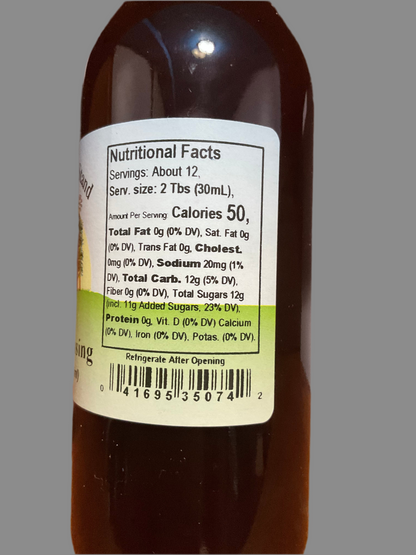 and
Nutritional Facts
Servings: About 12,
Serv. size: 2 Tbs (30mL),
Amount Per Serving Calories 50,
Total Fat 0g (0% DV), Sat. Fat 0g
(0% DV), Trans Fat 0g, Cholest.
0mg (0% DV), Sodium 20mg (1%
DV), Total Carb. 12g (5% DV),
Fiber 0g (0% DV), Total Sugars 12g
(incl. 11g Added Sugars, 23% DV),
Protein 0g, Vit. D (0% DV) Calcium
(0% DV), Iron (0% DV), Potas. (0% DV).
Refrigerate After Opening
0 41695 35074 2